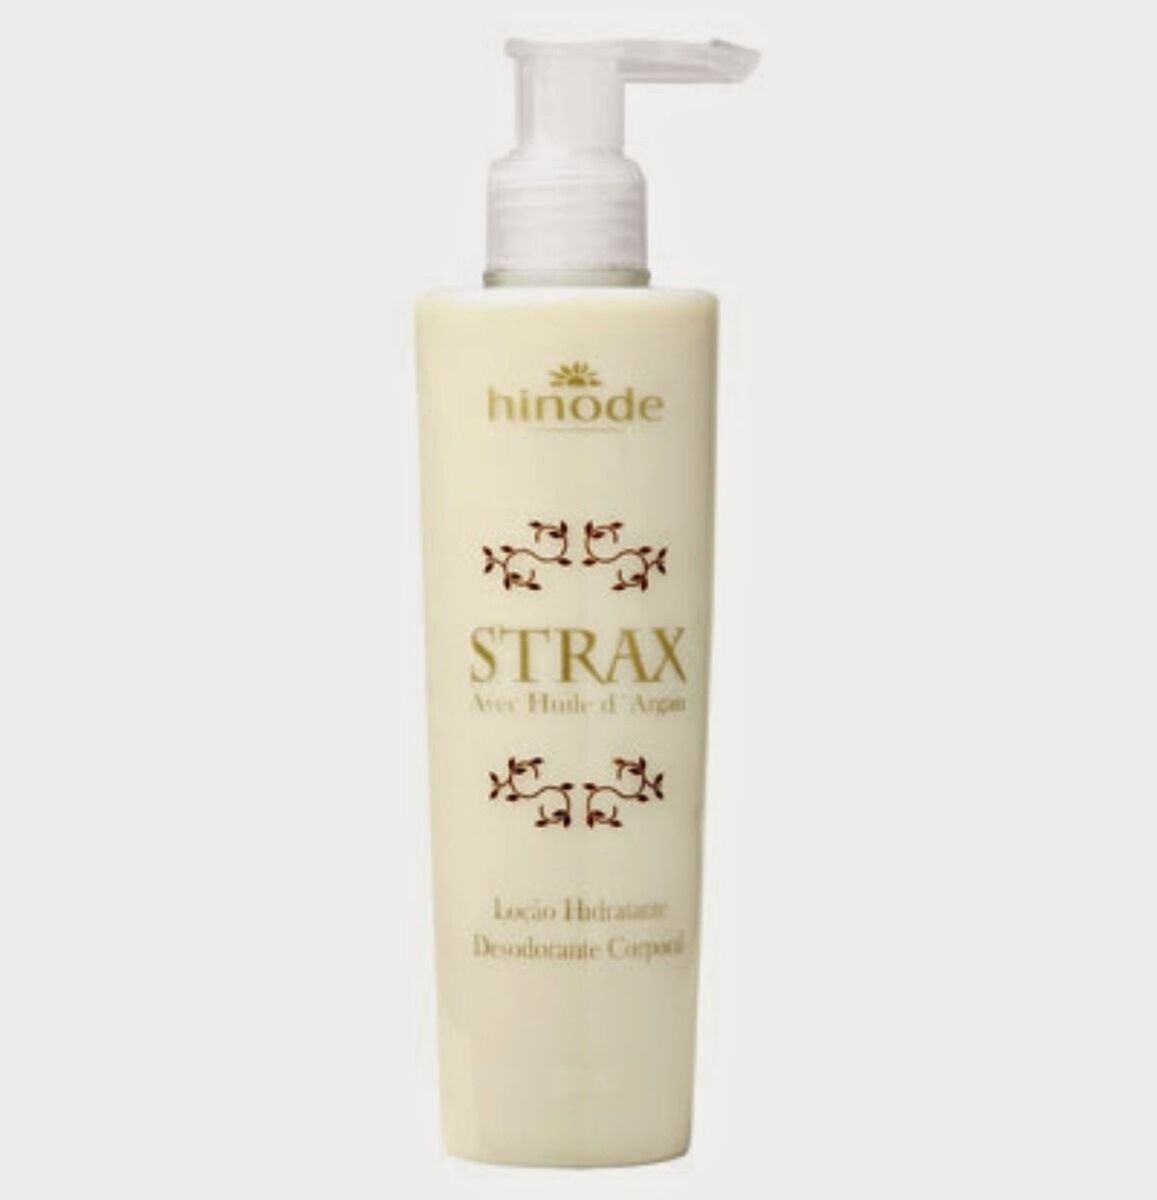 hinode
STRAX
Avec Huile d'Argan
Loção Hidratante
Desodorante Corporal